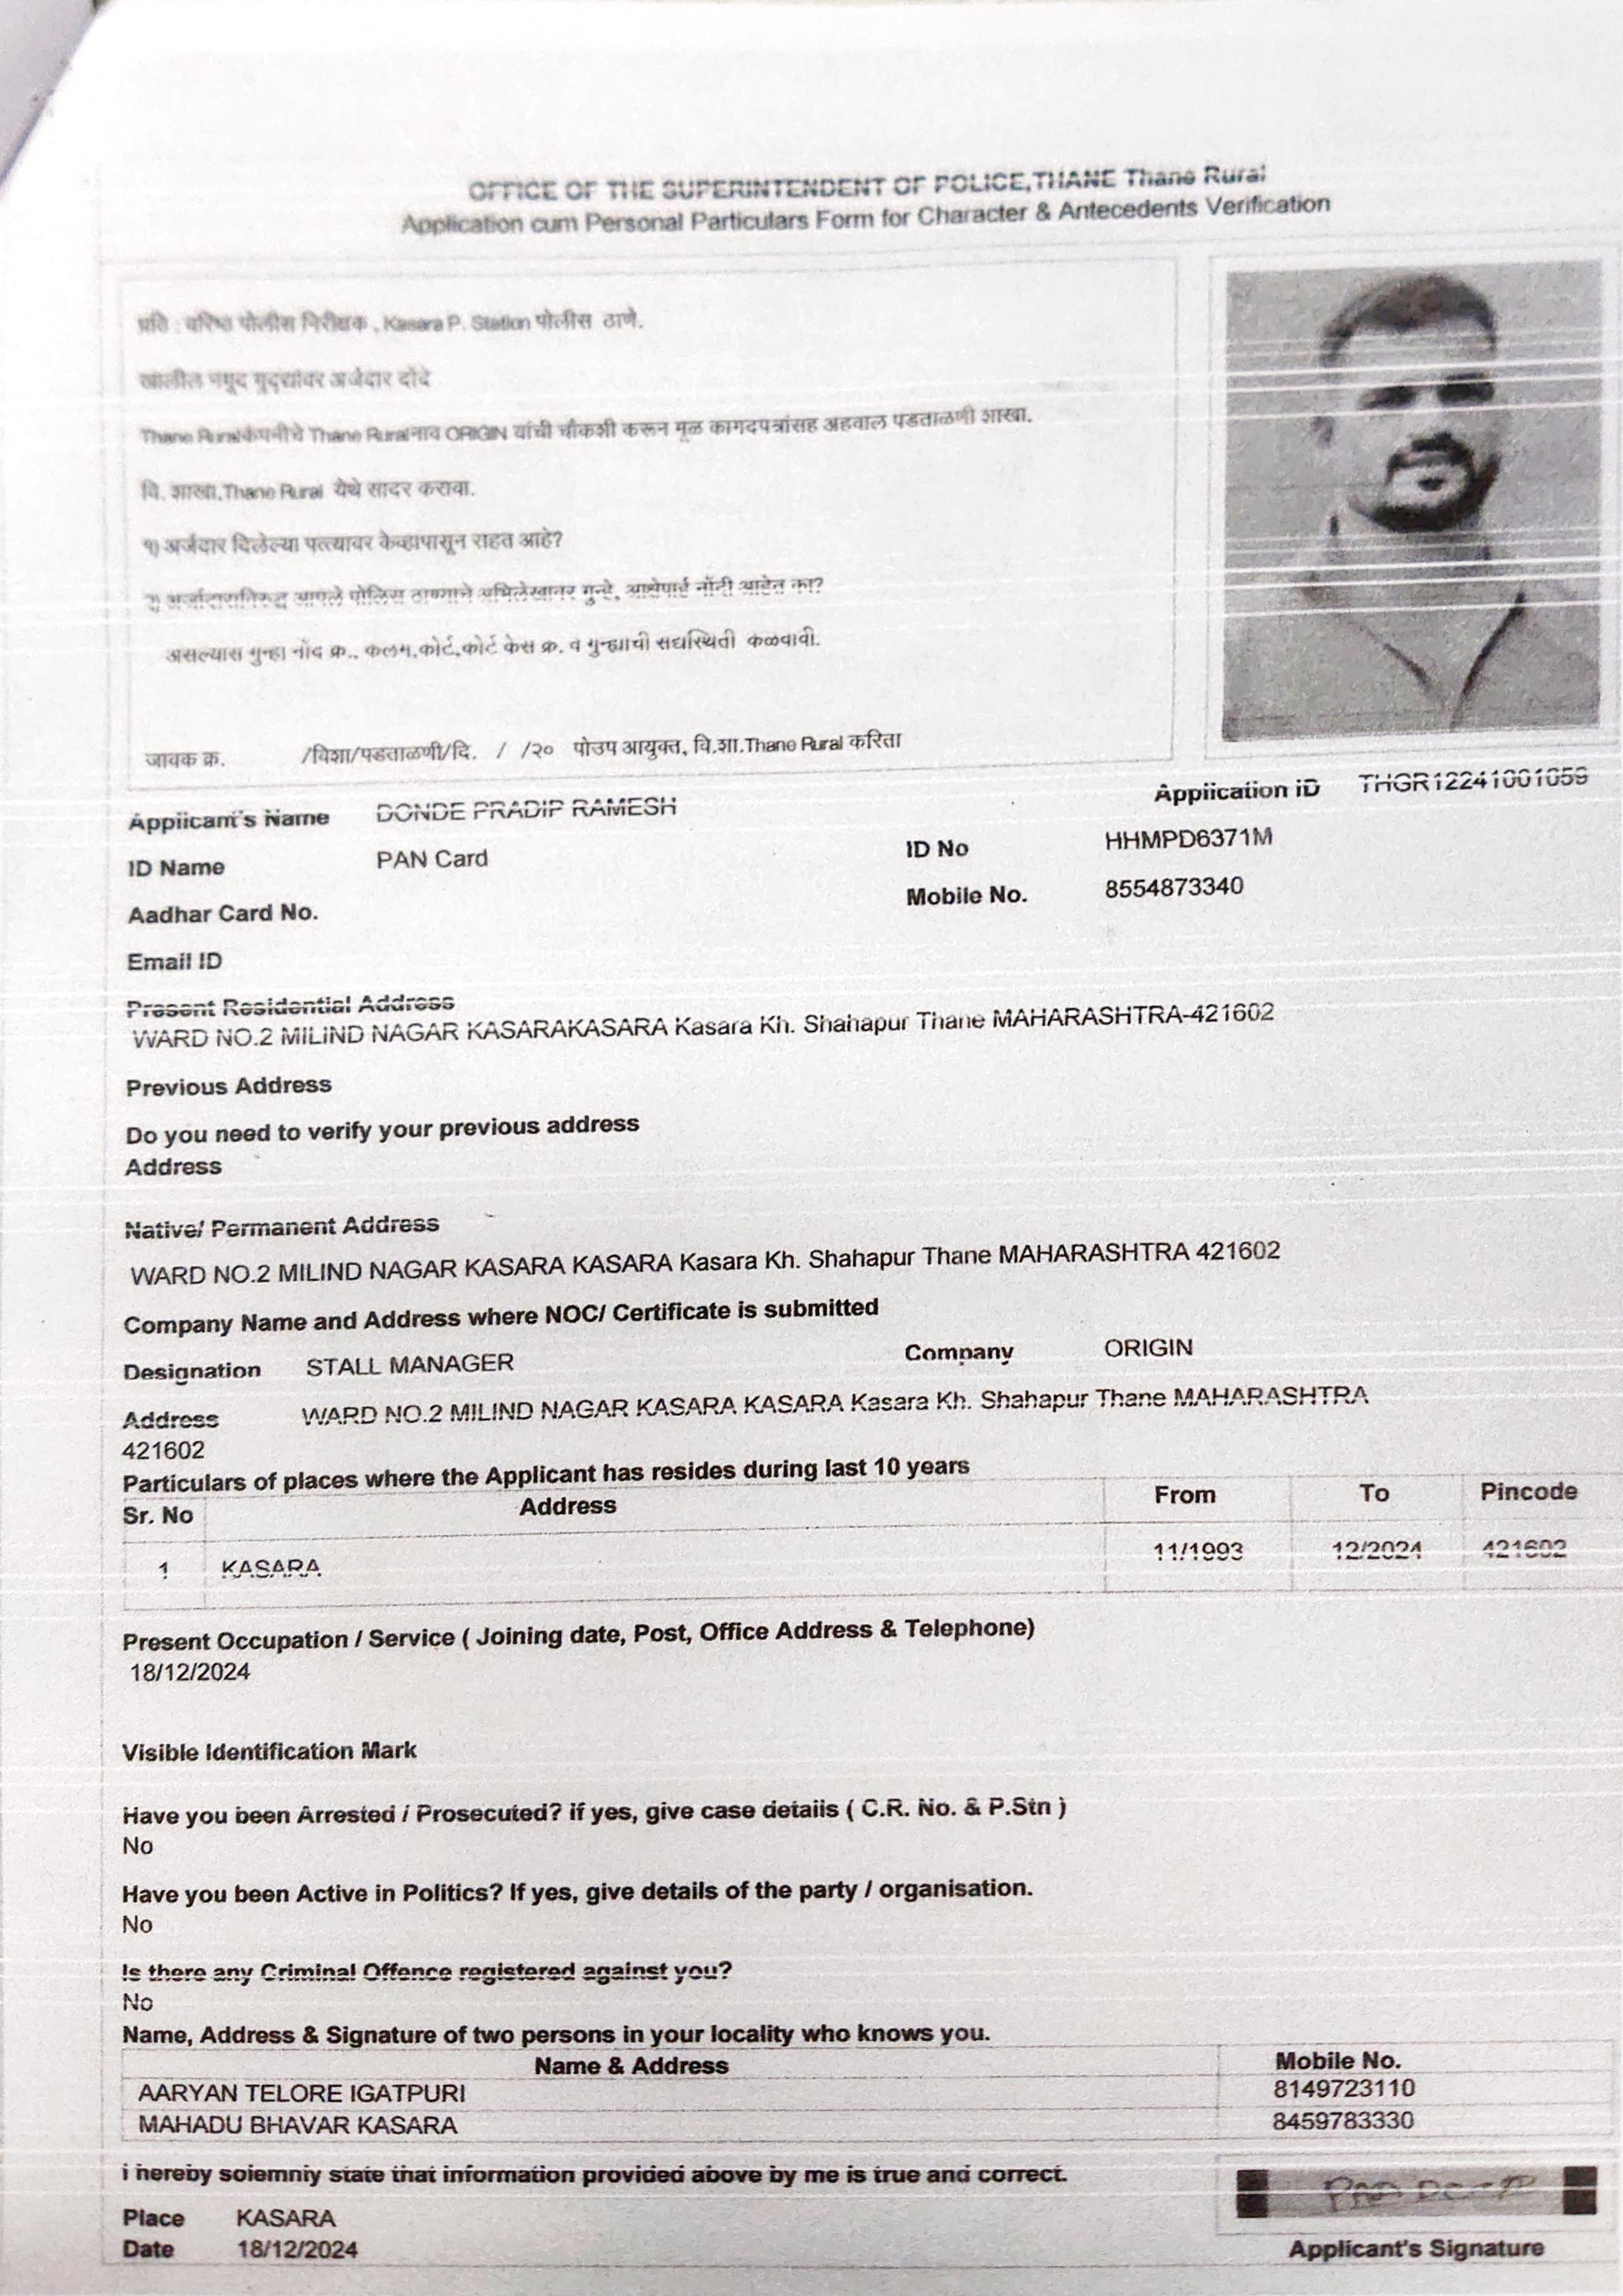 OFFICE OF THE SUPERINTENDENT OF POLICE,THANE Thane Rural
Application cum Personal Particulars Form for Character & Antecedents Verification
प्रति : वरिष्ठ पोलीस निरीक्षक , Kasara P. Station पोलीस ठाणे.
खालील नमूद मुद्द्यांवर अर्जदार दोंदे
Thane Ruralकंपनीचे Thane Ruralनाव ORIGIN यांची चौकशी करून मूळ कागदपत्रांसह अहवाल पडताळणी शाखा.
वि. शाखा,Thane Rural येथे सादर करावा.
१) अर्जदार दिलेल्या पत्त्यावर केव्हापासून राहत आहे?
२) अर्जदाराविरुद्ध आपले पोलिस ठाण्याचे अभिलेखावर गुन्हे, आक्षेपार्ह नोंदी आहेत का?
असल्यास गुन्हा नोंद क्र., कलम,कोर्ट,कोर्ट केस क्र. व गुन्ह्याची सद्यस्थिती कळवावी.
जावक क्र. /विशा/पडताळणी/दि. / /२० पोउप आयुक्त, वि.शा.Thane Rural करिता
Application ID THGR12241001059
Applicant's Name DONDE PRADIP RAMESH
ID Name PAN Card ID No HHMPD6371M
Aadhar Card No. Mobile No. 8554873340
Email ID
Present Residential Address
WARD NO.2 MILIND NAGAR KASARAKASARA Kasara Kh. Shahapur Thane MAHARASHTRA-421602
Previous Address
Do you need to verify your previous address
Address
Native/ Permanent Address
WARD NO.2 MILIND NAGAR KASARA KASARA Kasara Kh. Shahapur Thane MAHARASHTRA 421602
Company Name and Address where NOC/ Certificate is submitted
Designation STALL MANAGER Company ORIGIN
Address WARD NO.2 MILIND NAGAR KASARA KASARA Kasara Kh. Shahapur Thane MAHARASHTRA
421602
Particulars of places where the Applicant has resides during last 10 years
Sr. No Address From To Pincode
1 KASARA 11/1993 12/2024 421602
Present Occupation / Service ( Joining date, Post, Office Address & Telephone)
18/12/2024
Visible Identification Mark
Have you been Arrested / Prosecuted? if yes, give case details ( C.R. No. & P.Stn )
No
Have you been Active in Politics? If yes, give details of the party / organisation.
No
Is there any Criminal Offence registered against you?
No
Name, Address & Signature of two persons in your locality who knows you.
Name & Address Mobile No.
AARYAN TELORE IGATPURI 8149723110
MAHADU BHAVAR KASARA 8459783330
i hereby solemnly state that information provided above by me is true and correct.
Place KASARA
Date 18/12/2024
Applicant's Signature